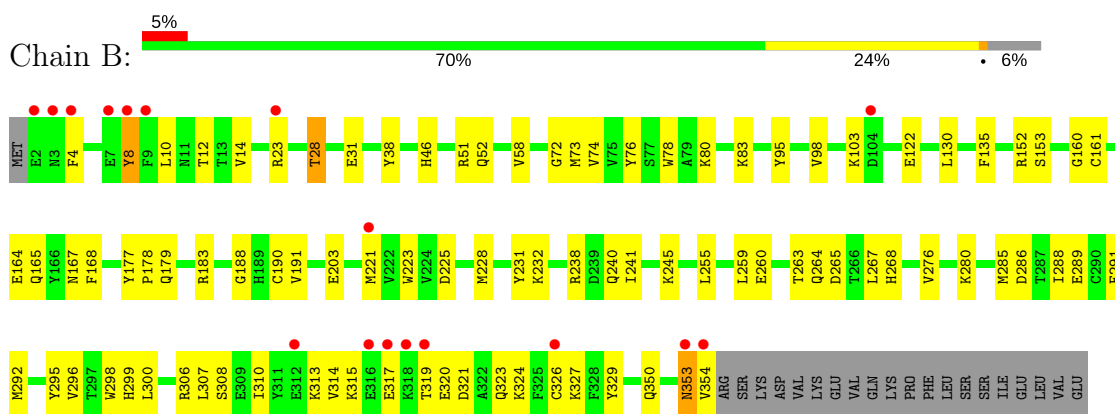 5%
Chain B:
70% 24% • 6%
MET E2 N3 F4 E7 Y8 F9 L10 N11 T12 T13 V14 R23 T28 E31 Y38 H46 R51 Q52 V58 G72 M73 V74 V75 Y76 S77 W78 A79 K80 K83 Y95 V98 K103 D104 E122 L130 F135 R152 S153 G160 C161
E164 Q165 Y166 N167 F168 Y177 P178 Q179 R183 G188 H189 C190 V191 E203 M221 V222 W223 V224 D225 M228 Y231 K232 R238 D239 Q240 I241 K245 L255 L259 E260 T263 Q264 D265 T266 L267 H268 V276 K280 M285 D286 T287 I288 E289 C290
M292 Y295 V296 T297 W298 H299 L300 R306 L307 S308 E309 I310 Y311 E312 K313 V314 K315 E316 E317 K318 T319 E320 D321 A322 Q323 K324 F325 C326 K327 F328 Y329 Q350 N353 V354 ARG SER LYS ASP VAL LYS GLU VAL GLN LYS PRO PHE LEU SER SER ILE GLU LEU VAL GLU